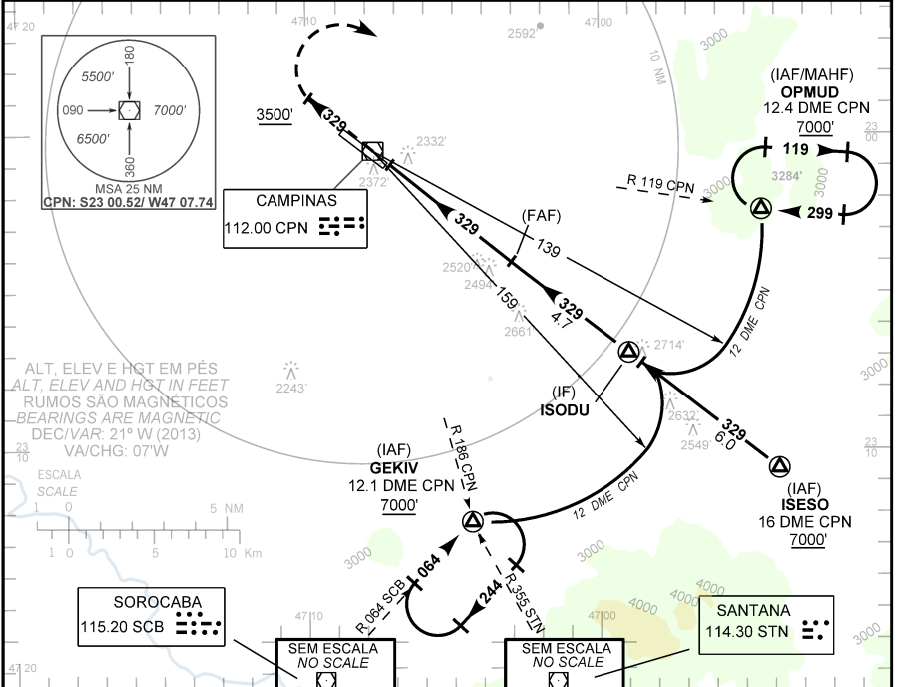 47 20
47 10
47 00
2592'
3000
10 NM
180
5500'
090
7000'
6500'
360
MSA 25 NM
CPN: S23 00.52/ W47 07.74
3500'
329
2332'
2372'
CAMPINAS
112.00 CPN
(IAF/MAHF)
OPMUD
12.4 DME CPN
7000'
23
00
119
3284'
3000
3000
299
R 119 CPN
(FAF)
329
139
2520'
2494'
159
2661
329
4.7
12 DME CPN
2714'
3000
2243'
ALT, ELEV E HGT EM PÉS
ALT, ELEV AND HGT IN FEET
RUMOS SÃO MAGNÉTICOS
BEARINGS ARE MAGNETIC
DEC/VAR: 21º W (2013)
VA/CHG: 07'W
(IF)
ISODU
2632'
2549'
329
6.0
23
10
23
10
(IAF)
ISESO
16 DME CPN
7000'
R 186 CPN
(IAF)
GEKIV
12.1 DME CPN
7000'
12 DME CPN
ESCALA
SCALE
1 0 5 NM
1 0 5 10 Km
3000
3000
064
244
R 064 SCB
R 355 STN
4000
4000
4000
3000
SOROCABA
115.20 SCB
SANTANA
114.30 STN
47 10
47 00
SEM ESCALA
NO SCALE
SEM ESCALA
NO SCALE
47 20